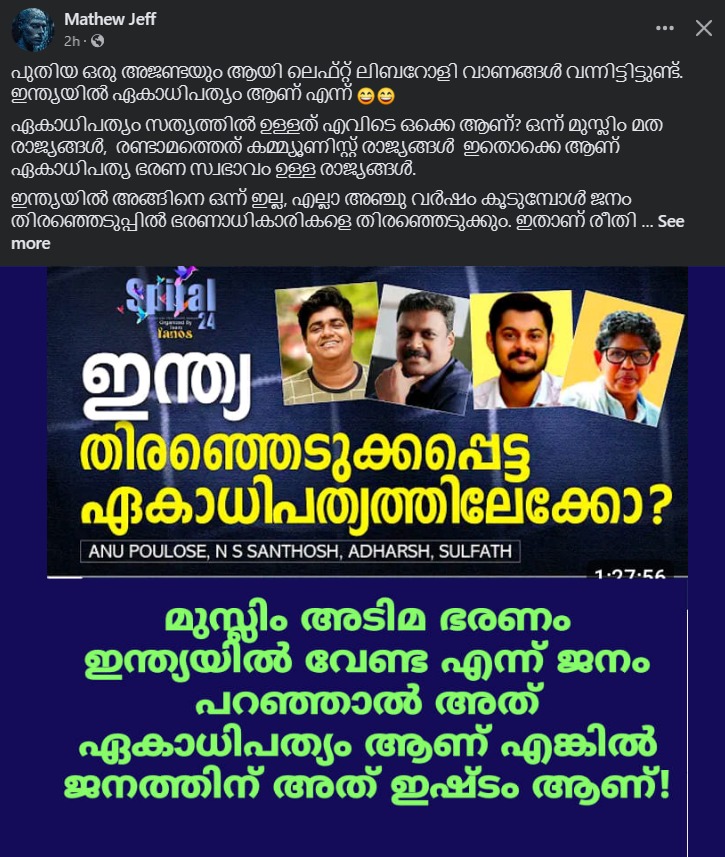 Mathew Jeff
2h
പുതിയ ഒരു അജണ്ടയും ആയി ലെഫ്റ്റ് ലിബറോളി വാണങ്ങൾ വന്നിട്ടിട്ടുണ്ട്.
ഇന്ത്യയിൽ ഏകാധിപത്യം ആണ് എന്ന് 😄😄
ഏകാധിപത്യം സത്യത്തിൽ ഉള്ളത് എവിടെ ഒക്കെ ആണ്? ഒന്ന് മുസ്ലിം മത
രാജ്യങ്ങൾ, രണ്ടാമത്തെത് കമ്മ്യൂണിസ്റ്റ് രാജ്യങ്ങൾ ഇതൊക്കെ ആണ്
ഏകാധിപത്യ ഭരണ സ്വഭാവം ഉള്ള രാജ്യങ്ങൾ.
ഇന്ത്യയിൽ അങ്ങിനെ ഒന്ന് ഇല്ല, എല്ലാ അഞ്ചു വർഷം കൂടുമ്പോൾ ജനം
തിരഞ്ഞെടുപ്പിൽ ഭരണാധികാരികളെ തിരഞ്ഞെടുക്കും. ഇതാണ് രീതി ... See
more
Spiral
24
Organized By
Team
Yanos
ഇന്ത്യ
തിരഞ്ഞെടുക്കപ്പെട്ട
ഏകാധിപത്യത്തിലേക്കോ?
ANU POULOSE, N S SANTHOSH, ADHARSH, SULFATH
1:27:56
മുസ്ലിം അടിമ ഭരണം
ഇന്ത്യയിൽ വേണ്ട എന്ന് ജനം
പറഞ്ഞാൽ അത്
ഏകാധിപത്യം ആണ് എങ്കിൽ
ജനത്തിന് അത് ഇഷ്ടം ആണ്!